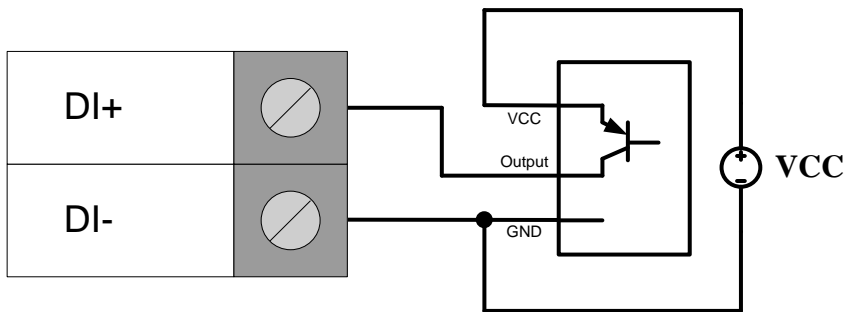 DI+
VCC
Output
VCC
DI-
GND